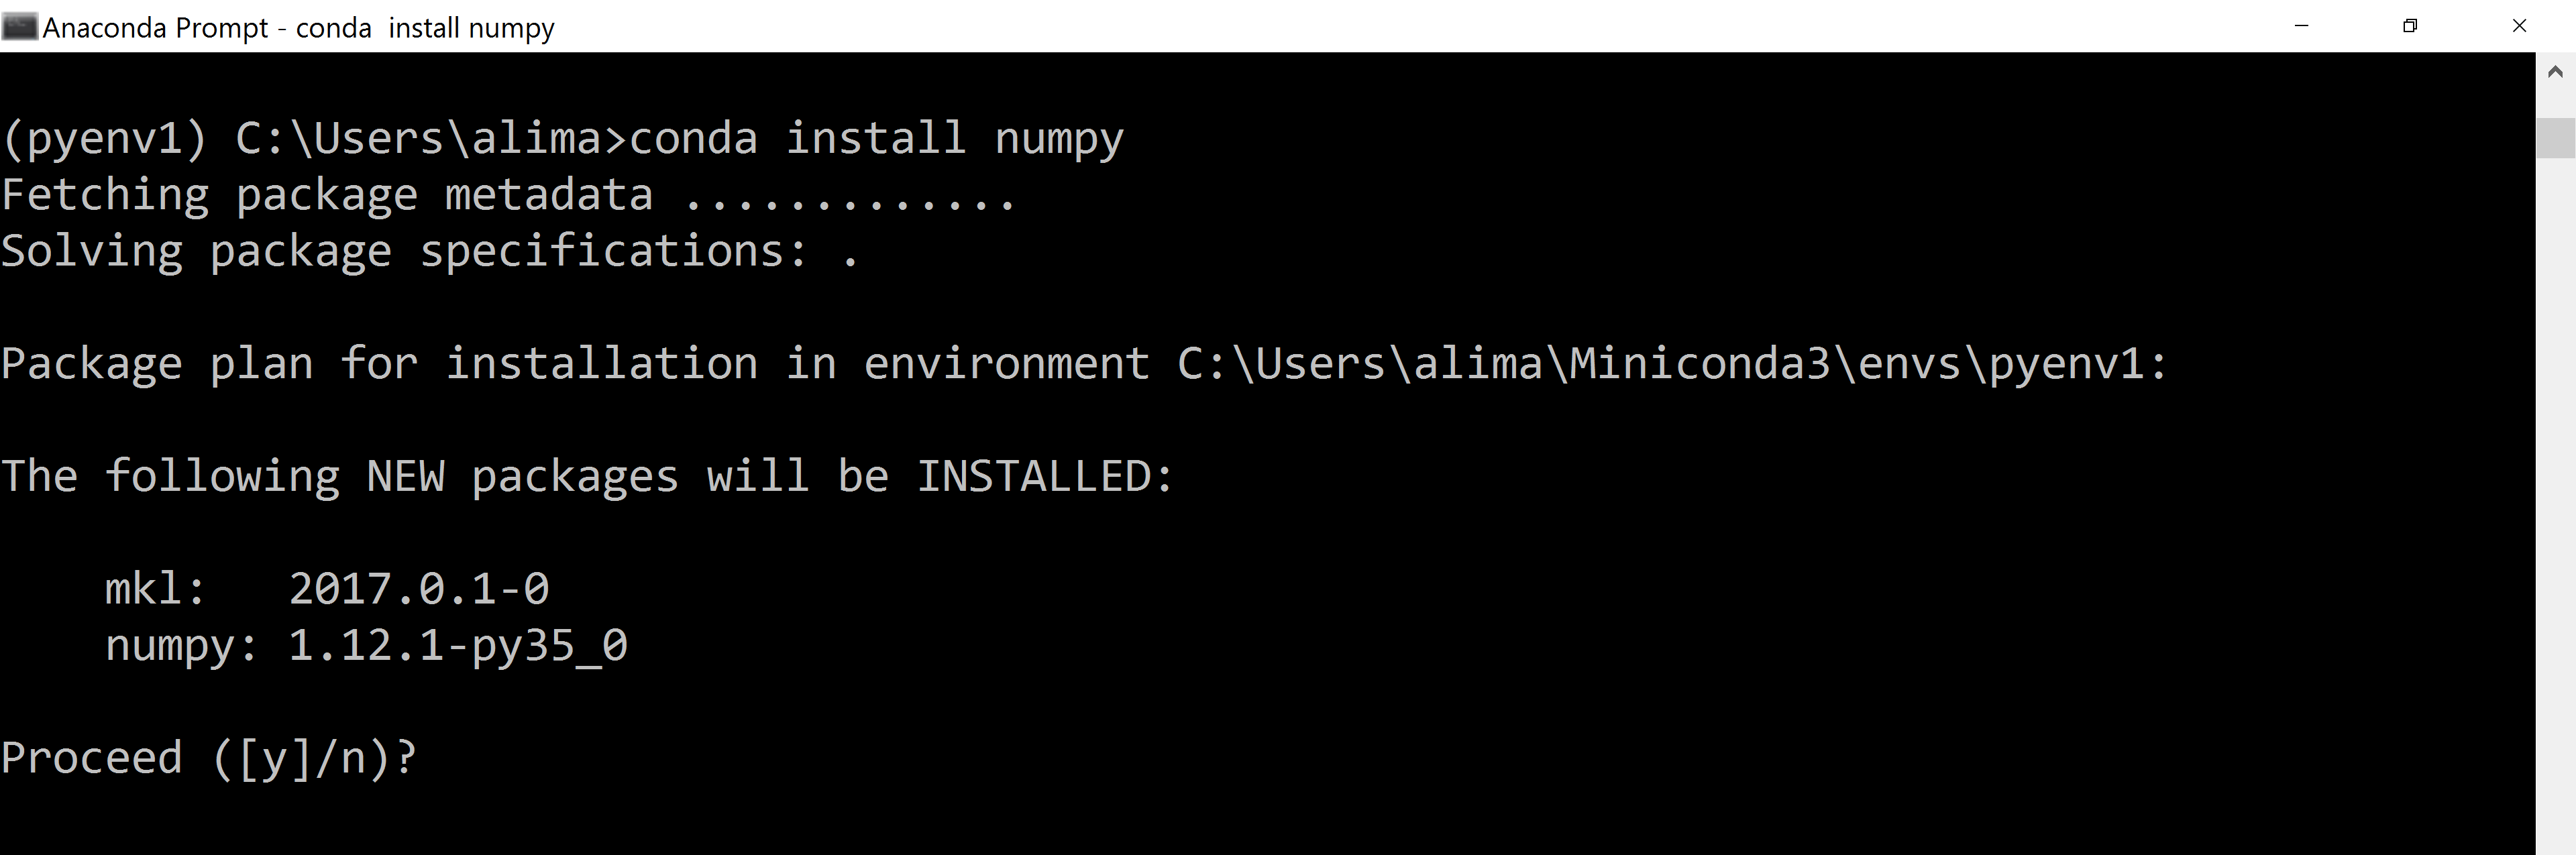 Anaconda Prompt - conda  install numpy
(pyenv1) C:\Users\alima>conda install numpy
Fetching package metadata .............
Solving package specifications: .
Package plan for installation in environment C:\Users\alima\Miniconda3\envs\pyenv1:
The following NEW packages will be INSTALLED:
    mkl:   2017.0.1-0
    numpy: 1.12.1-py35_0
Proceed ([y]/n)?